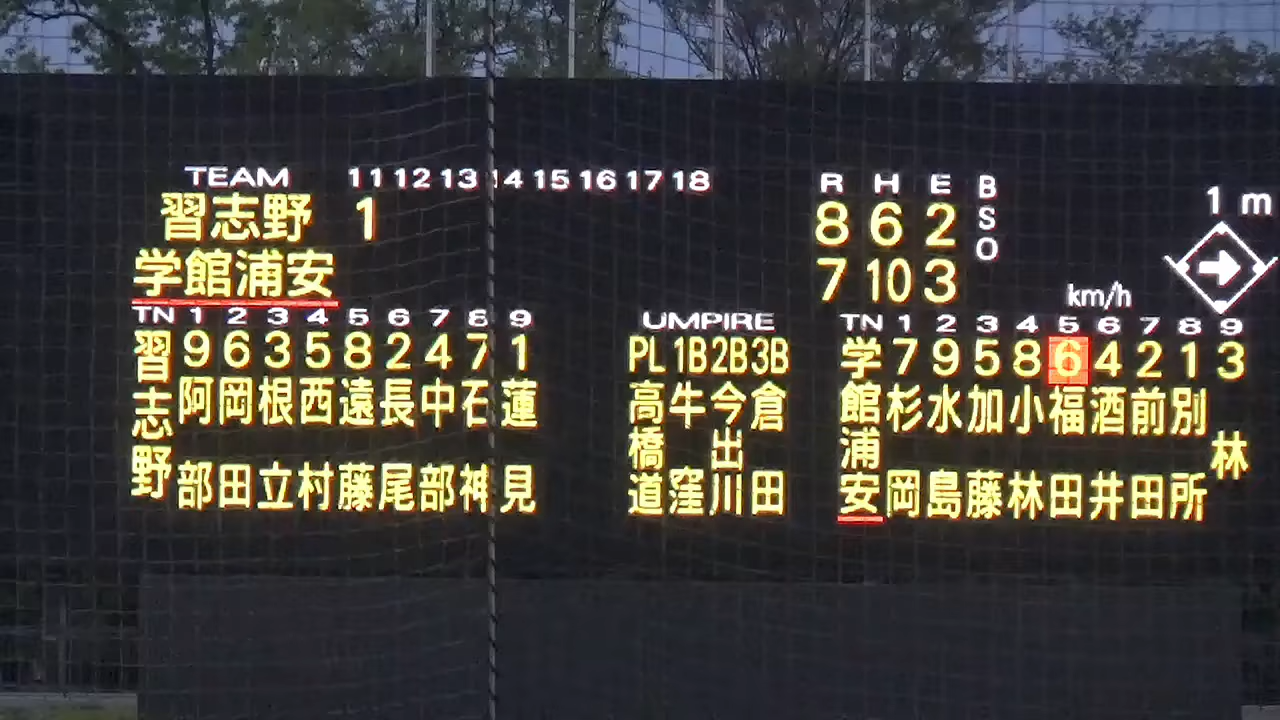 TEAM 11 12 13 14 15 16 17 18 R H E B
習志野 1 8 6 2 S 1 m
学館浦安 7 10 3 O
km/h
TN 1 2 3 4 5 6 7 8 9 UMPIRE TN 1 2 3 4 5 6 7 8 9
習志野 9 6 3 5 8 2 4 7 1
阿部 岡田 根立 西村 遠藤 長尾 中部 石神 蓮見
PL 1B 2B 3B
高橋道 牛窪 今出川 倉田
学館浦安 7 9 5 8 6 4 2 1 3
杉岡 水島 加藤 小林 福田 酒井 前田 別所 林